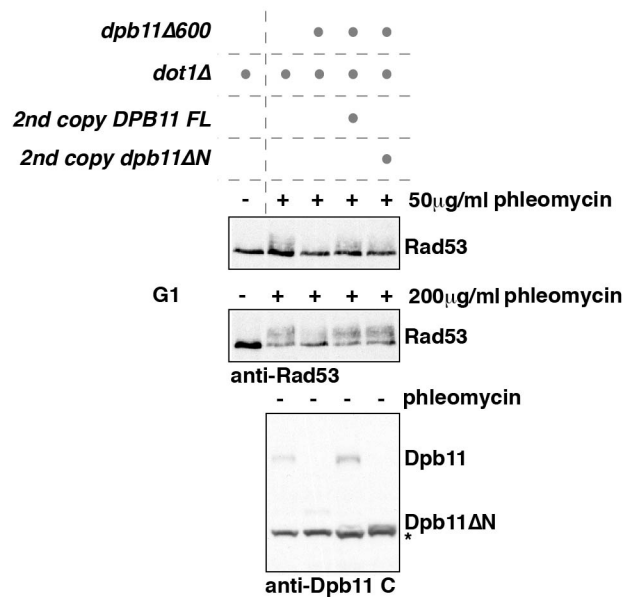 dpb11Δ600
dot1Δ
2nd copy DPB11 FL
2nd copy dpb11ΔN
- + + + + 50μg/ml phleomycin
Rad53
G1 - + + + + 200μg/ml phleomycin
Rad53
anti-Rad53
- - - - phleomycin
Dpb11
Dpb11ΔN
*
anti-Dpb11 C